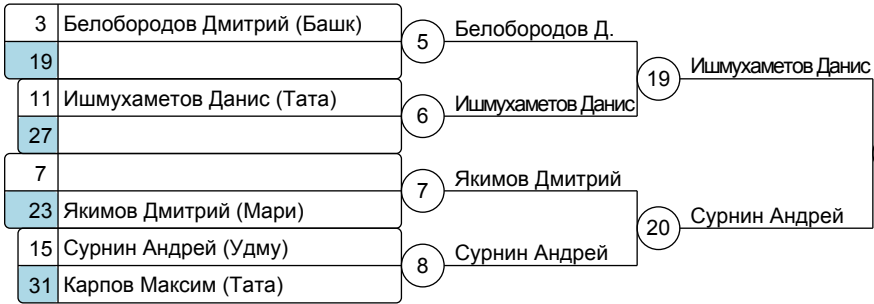 3 Белобородов Дмитрий (Башк)
19
5 Белобородов Д.
11 Ишмухаметов Данис (Тата)
27
6 Ишмухаметов Данис
19 Ишмухаметов Данис
7
23 Якимов Дмитрий (Мари)
7 Якимов Дмитрий
15 Сурнин Андрей (Удму)
31 Карпов Максим (Тата)
8 Сурнин Андрей
20 Сурнин Андрей